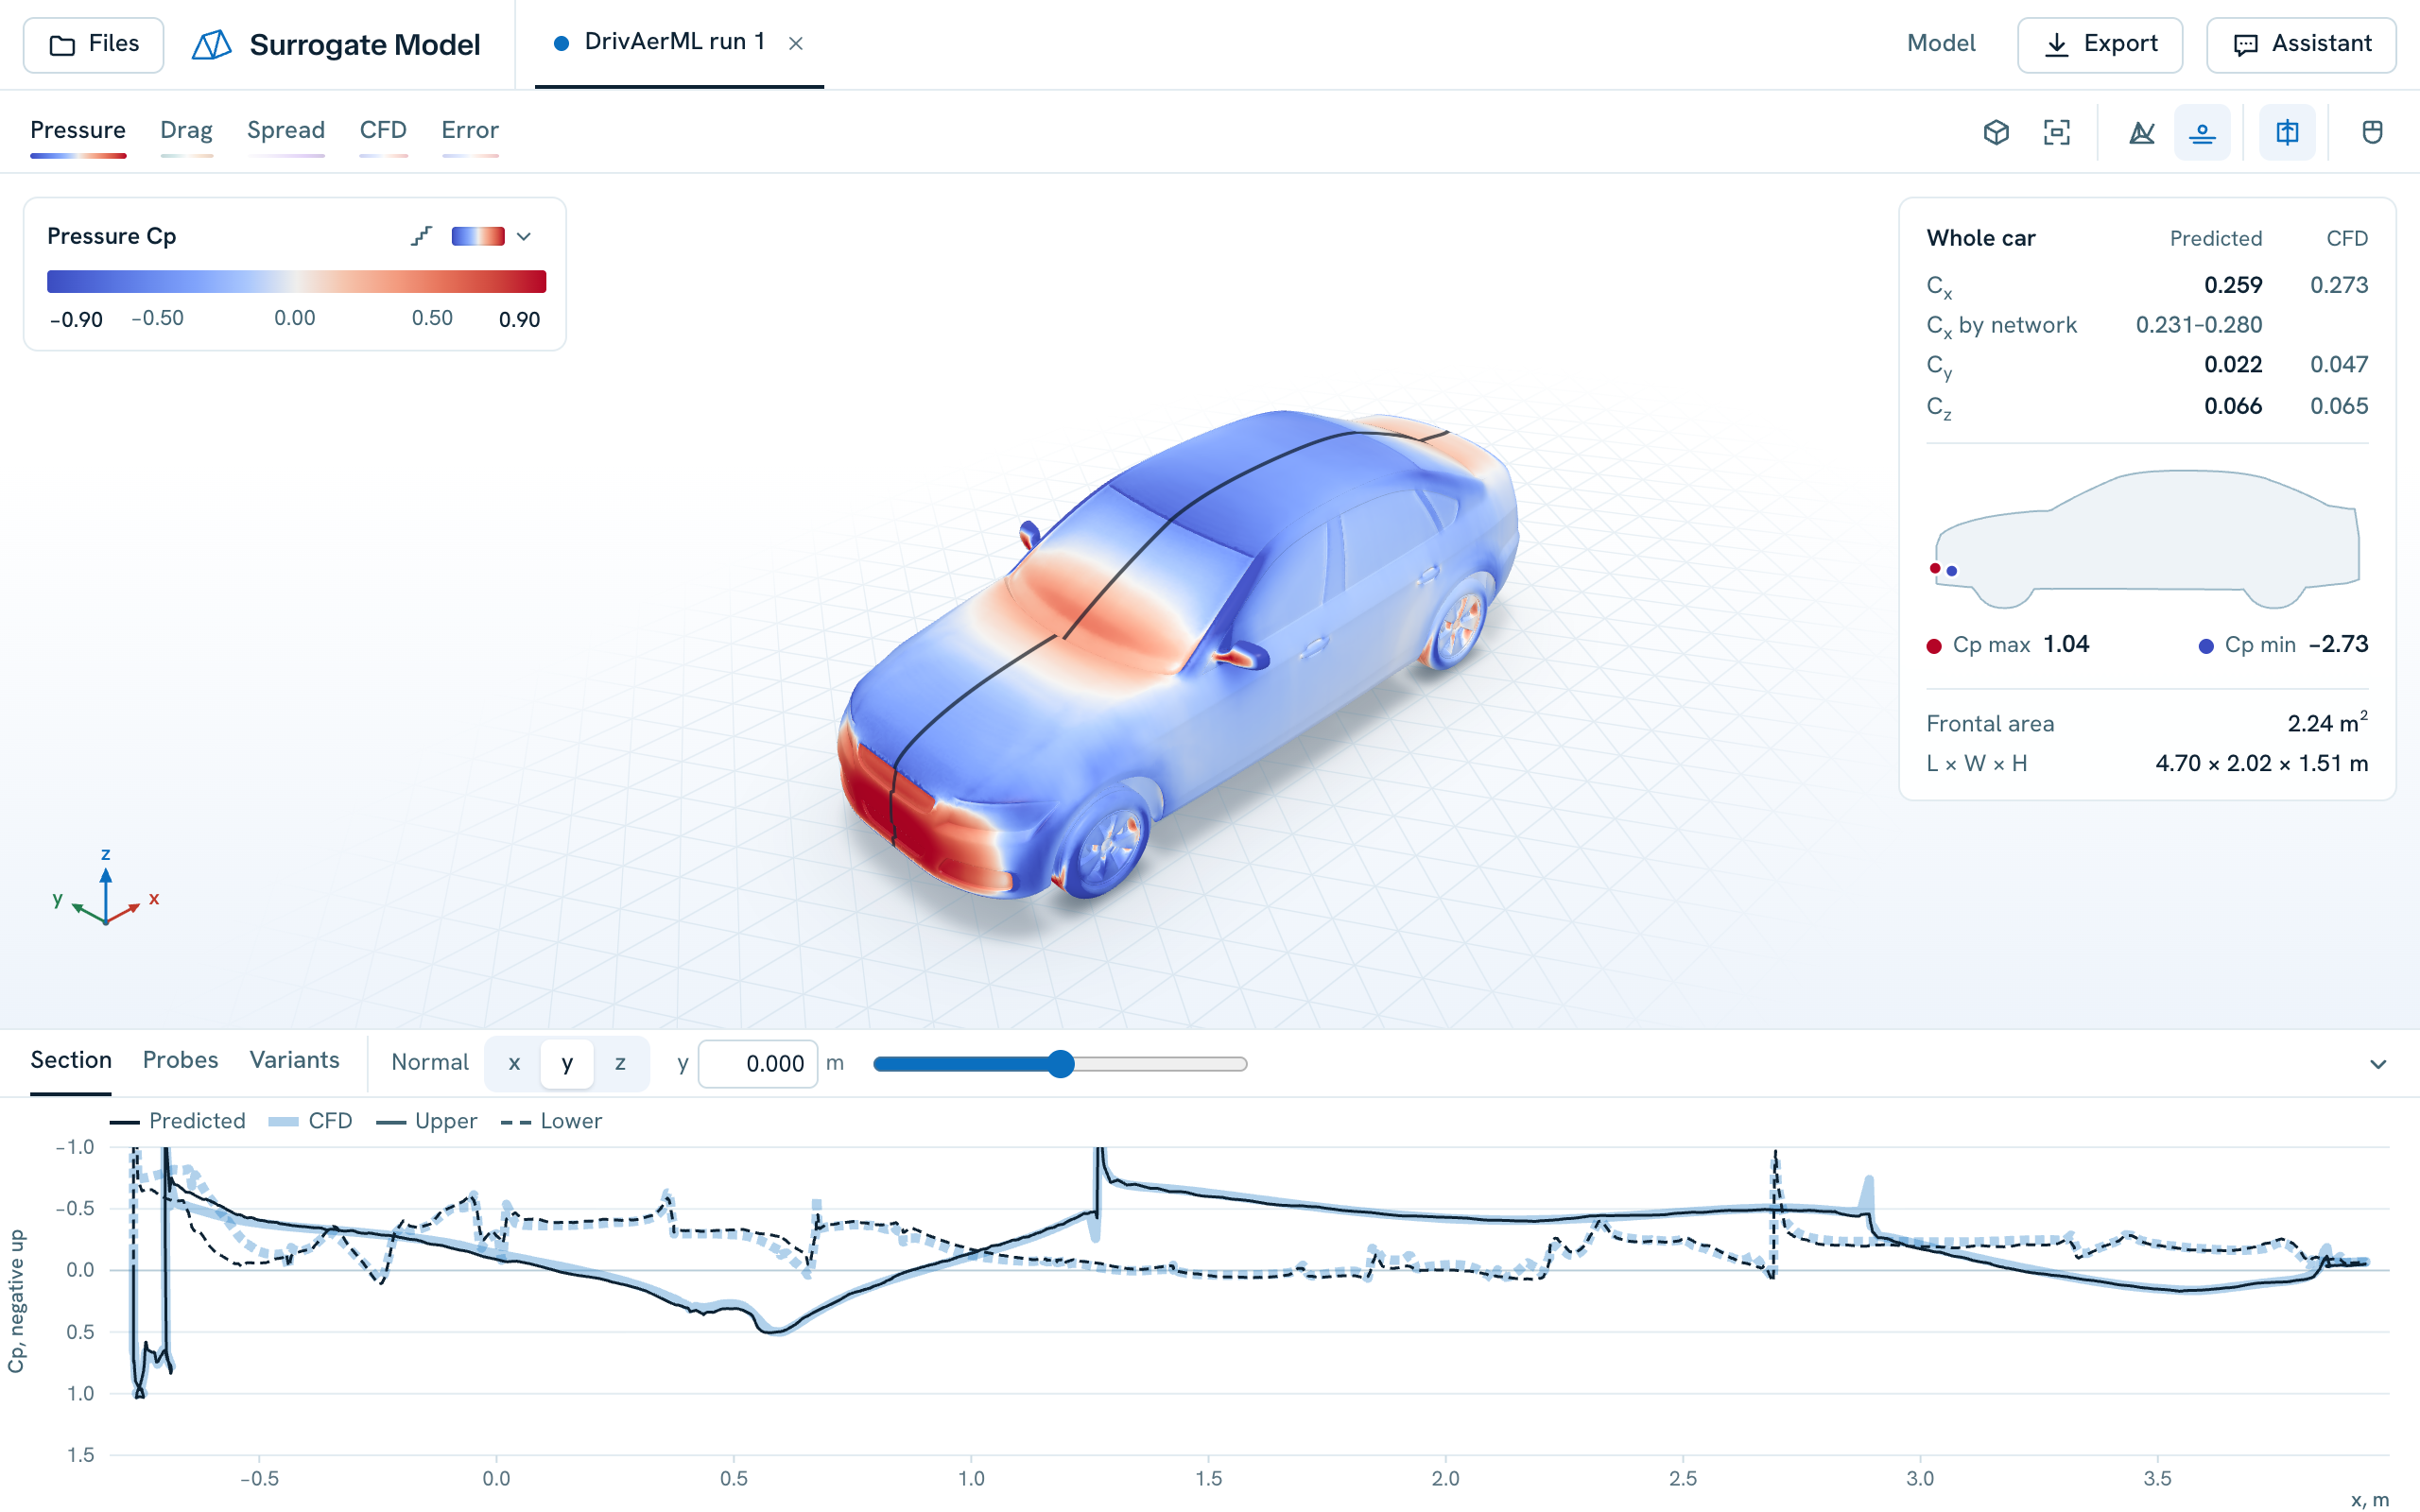 Files
Surrogate Model
DrivAerML run 1
Model
Export
Assistant
Pressure
Drag
Spread
CFD
Error
Pressure Cp
−0.90
−0.50
0.00
0.50
0.90
Whole car Predicted CFD
Cx 0.259 0.273
Cx by network 0.231–0.280
Cy 0.022 0.047
Cz 0.066 0.065
Cp max 1.04
Cp min −2.73
Frontal area 2.24 m²
L × W × H 4.70 × 2.02 × 1.51 m
z
y
x
Section
Probes
Variants
Normal
x
y
z
y
0.000
m
Predicted
CFD
Upper
Lower
Cp, negative up
−1.0
−0.5
0.0
0.5
1.0
1.5
−0.5
0.0
0.5
1.0
1.5
2.0
2.5
3.0
3.5
x, m